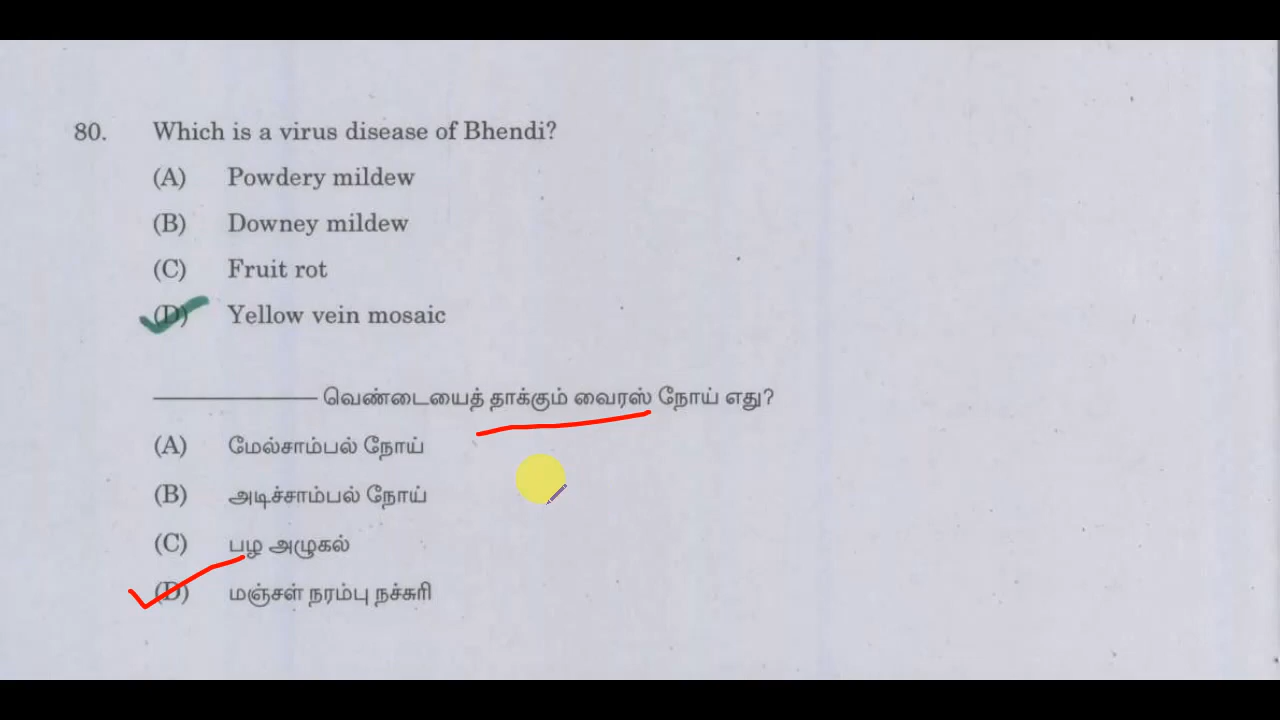 80. Which is a virus disease of Bhendi?
(A) Powdery mildew
(B) Downey mildew
(C) Fruit rot
(D) Yellow vein mosaic
வெண்டையைத் தாக்கும் வைரஸ் நோய் எது?
(A) மேல்சாம்பல் நோய்
(B) அடிச்சாம்பல் நோய்
(C) பழ அழுகல்
(D) மஞ்சள் நரம்பு நச்சுரி